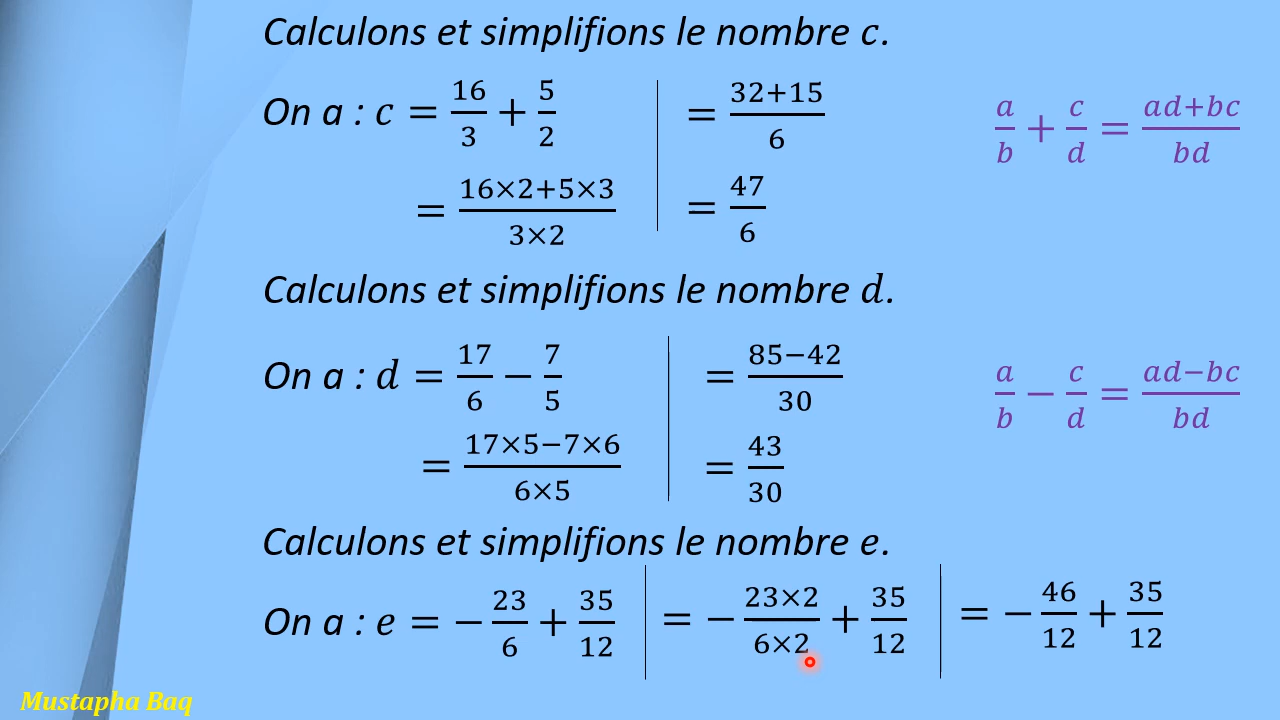 Calculons et simplifions le nombre c.
On a : c = 16/3 + 5/2
= (16×2+5×3)/(3×2)
= (32+15)/6
= 47/6
a/b + c/d = (ad+bc)/(bd)
Calculons et simplifions le nombre d.
On a : d = 17/6 − 7/5
= (17×5−7×6)/(6×5)
= (85−42)/30
= 43/30
a/b − c/d = (ad−bc)/(bd)
Calculons et simplifions le nombre e.
On a : e = −23/6 + 35/12 | = −(23×2)/(6×2) + 35/12 | = −46/12 + 35/12
Mustapha Baq